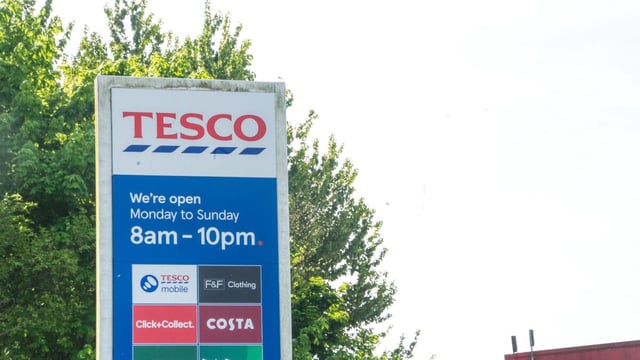 TESCO
We're open
Monday to Sunday
8am – 10pm.
TESCO
mobile
F&F Clothing
Click+Collect.
COSTA